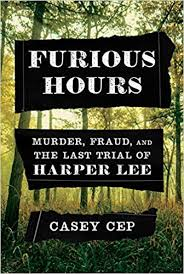 FURIOUS
HOURS
MURDER, FRAUD, AND
THE LAST TRIAL OF
HARPER LEE
CASEY CEP